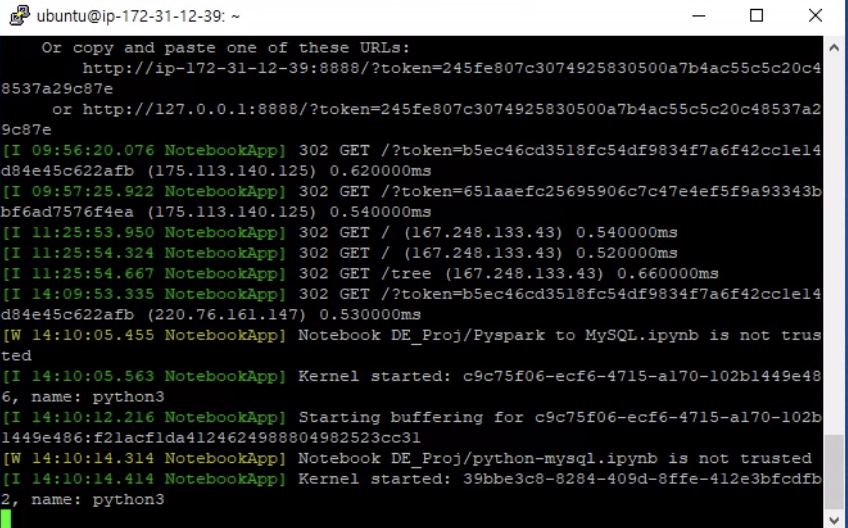 ubuntu@ip-172-31-12-39: ~
Or copy and paste one of these URLs:
http://ip-172-31-12-39:8888/?token=245fe807c3074925830500a7b4ac55c5c20c4
8537a29c87e
or http://127.0.0.1:8888/?token=245fe807c3074925830500a7b4ac55c5c20c48537a2
9c87e
[I 09:56:20.076 NotebookApp] 302 GET /?token=b5ec46cd3518fc54df9834f7a6f42cc1e14
d84e45c622afb (175.113.140.125) 0.620000ms
[I 09:57:25.922 NotebookApp] 302 GET /?token=651aaefc25695906c7c47e4ef5f9a93343b
bf6ad7576f4ea (175.113.140.125) 0.540000ms
[I 11:25:53.950 NotebookApp] 302 GET / (167.248.133.43) 0.540000ms
[I 11:25:54.324 NotebookApp] 302 GET / (167.248.133.43) 0.520000ms
[I 11:25:54.667 NotebookApp] 302 GET /tree (167.248.133.43) 0.660000ms
[I 14:09:53.335 NotebookApp] 302 GET /?token=b5ec46cd3518fc54df9834f7a6f42cc1e14
d84e45c622afb (220.76.161.147) 0.530000ms
[W 14:10:05.455 NotebookApp] Notebook DE_Proj/Pyspark to MySQL.ipynb is not trus
ted
[I 14:10:05.563 NotebookApp] Kernel started: c9c75f06-ecf6-4715-a170-102b1449e48
6, name: python3
[I 14:10:12.216 NotebookApp] Starting buffering for c9c75f06-ecf6-4715-a170-102b
1449e486:f21acf1da4124624988804982523cc31
[W 14:10:14.314 NotebookApp] Notebook DE_Proj/python-mysql.ipynb is not trusted
[I 14:10:14.414 NotebookApp] Kernel started: 39bbe3c8-8284-409d-8ffe-412e3bfcdfb
2, name: python3